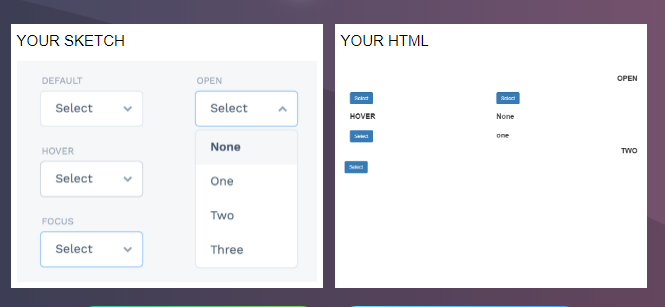 YOUR SKETCH
DEFAULT
Select
HOVER
Select
FOCUS
Select
OPEN
Select
None
One
Two
Three
YOUR HTML
OPEN
Select
Select
HOVER
None
Select
one
TWO
Select